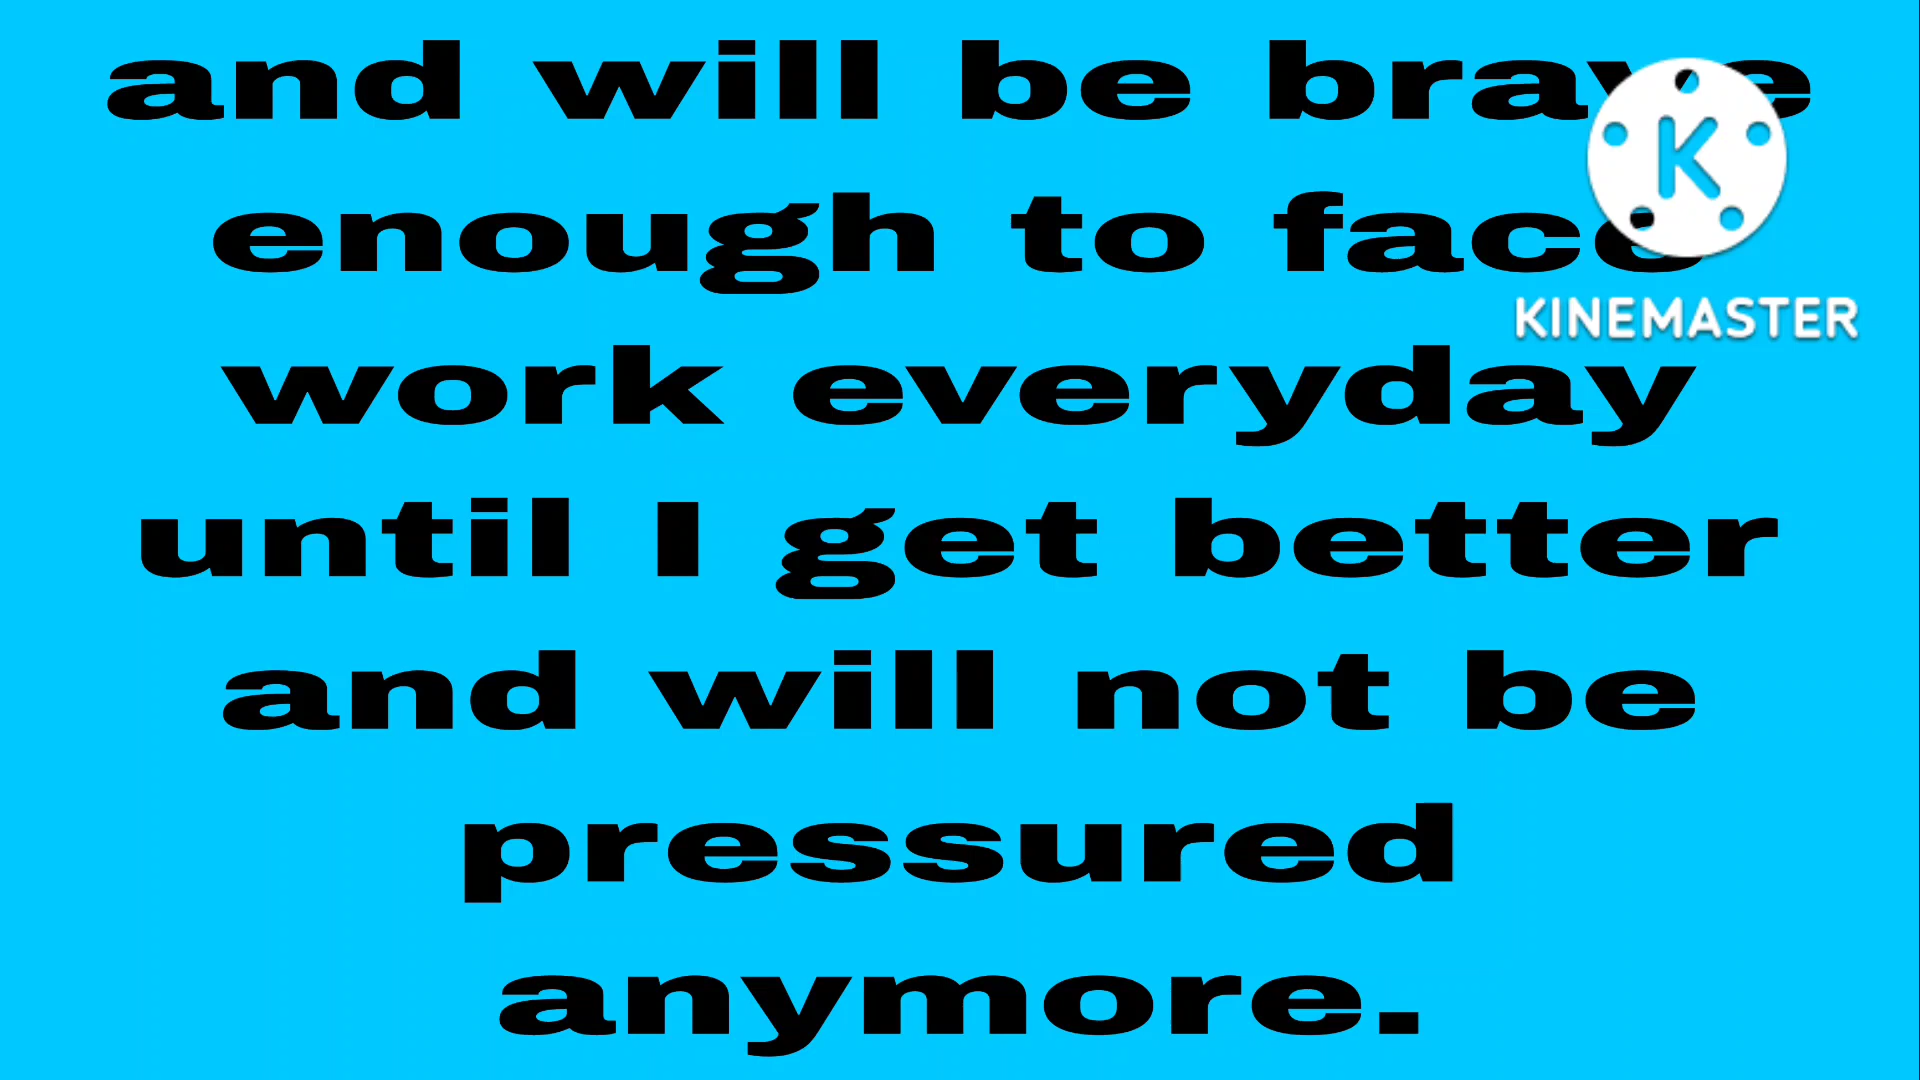 and will be brave
enough to face
K
KINEMASTER
work everyday
until I get better
and will not be
pressured
anymore.